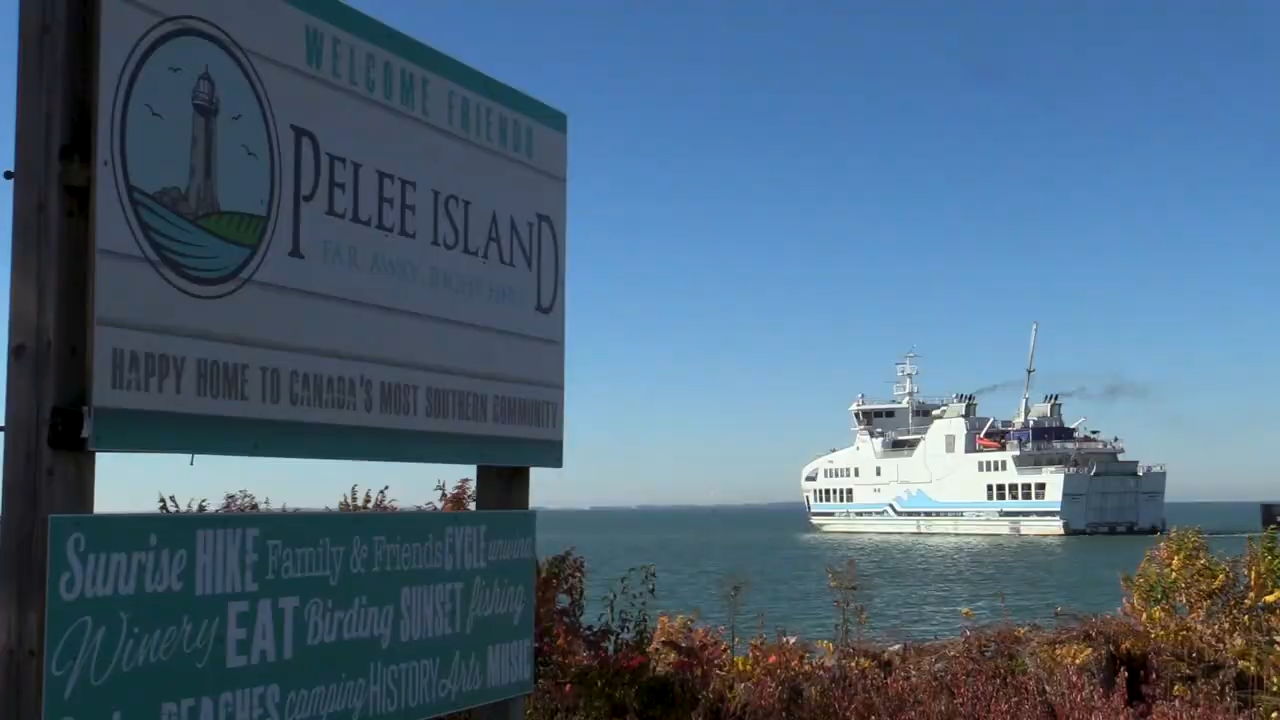 WELCOME FRIENDS
PELEE ISLAND
FAR AWAY, RIGHT HERE
HAPPY HOME TO CANADA'S MOST SOUTHERN COMMUNITY
Sunrise HIKE Family & Friends CYCLE unwind
Winery EAT Birding SUNSET fishing
BEACHES camping HISTORY Arts MUSIC